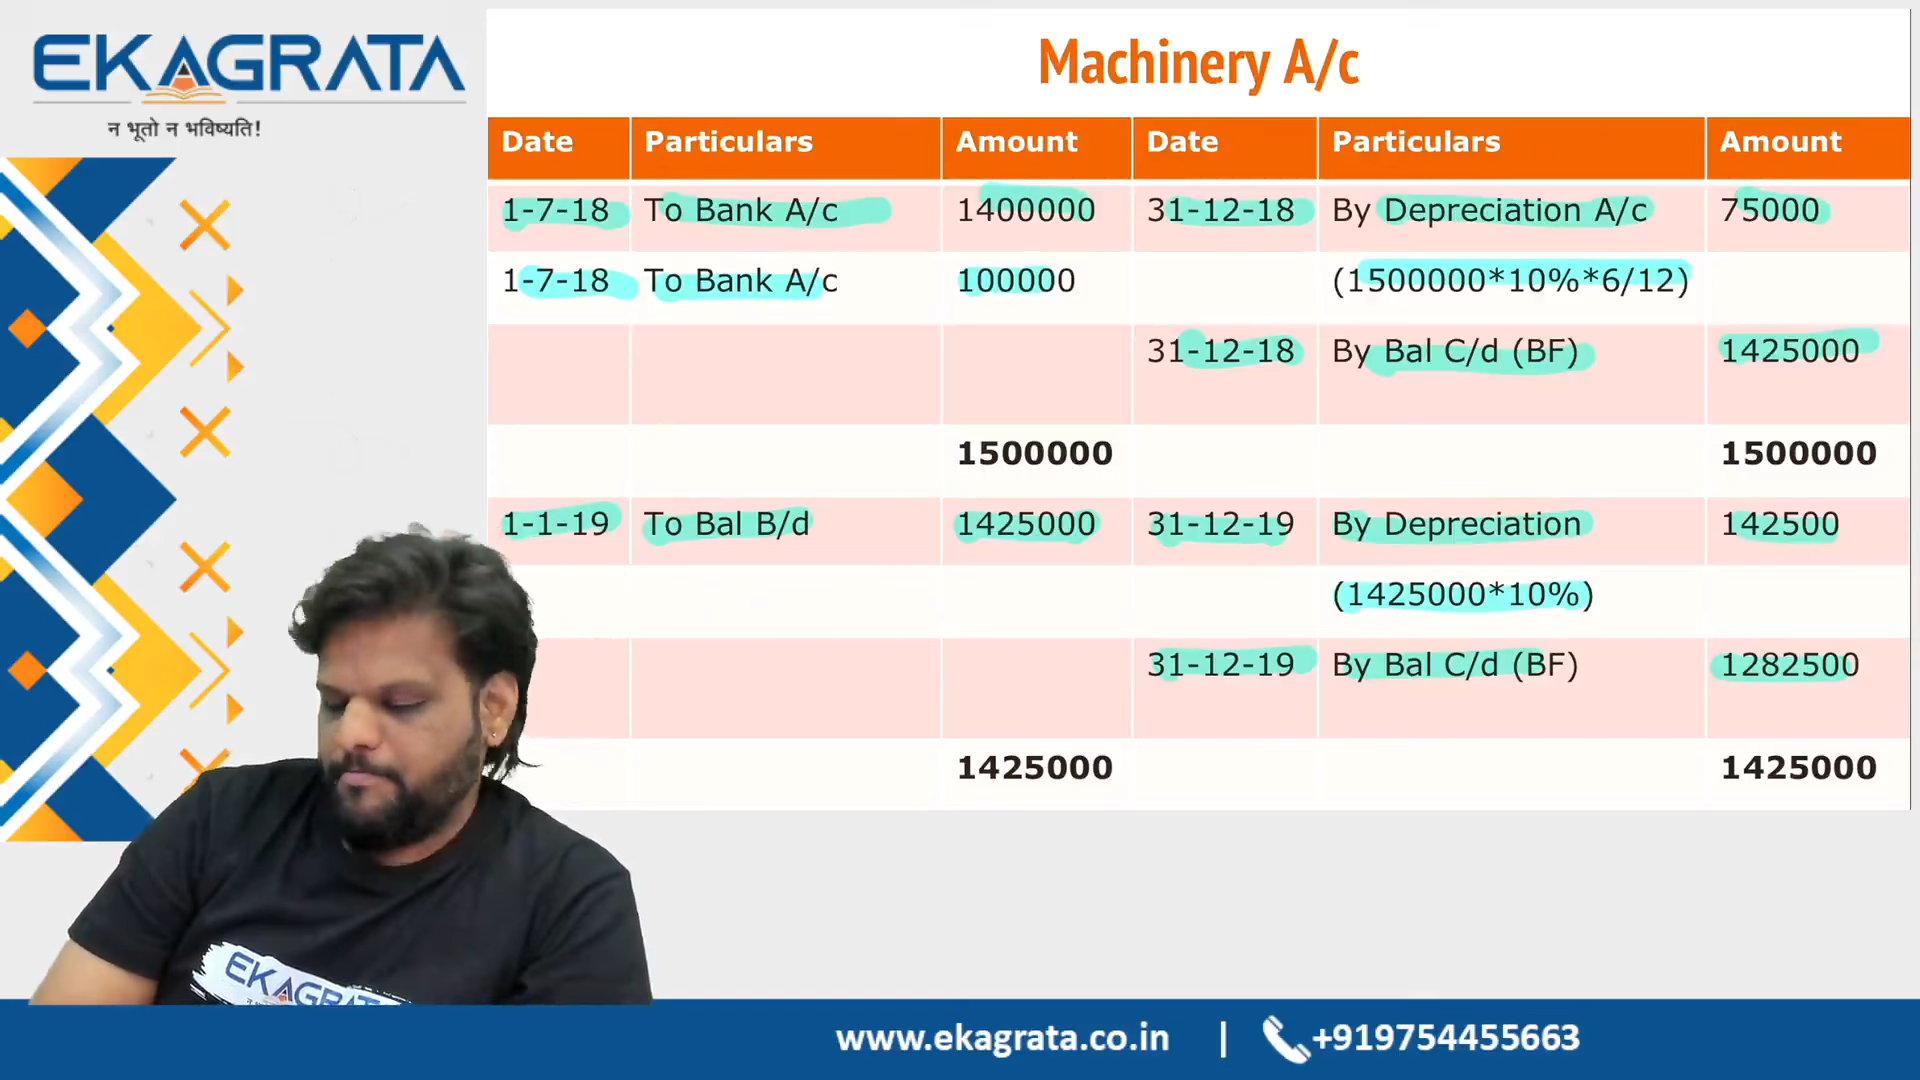 EKAGRATA
न भूतो न भविष्यति!
Machinery A/c
Date Particulars Amount Date Particulars Amount
1-7-18 To Bank A/c 1400000 31-12-18 By Depreciation A/c 75000
1-7-18 To Bank A/c 100000 (1500000*10%*6/12)
31-12-18 By Bal C/d (BF) 1425000
1500000 1500000
1-1-19 To Bal B/d 1425000 31-12-19 By Depreciation 142500
(1425000*10%)
31-12-19 By Bal C/d (BF) 1282500
1425000 1425000
EKAGRATA
www.ekagrata.co.in | +919754455663